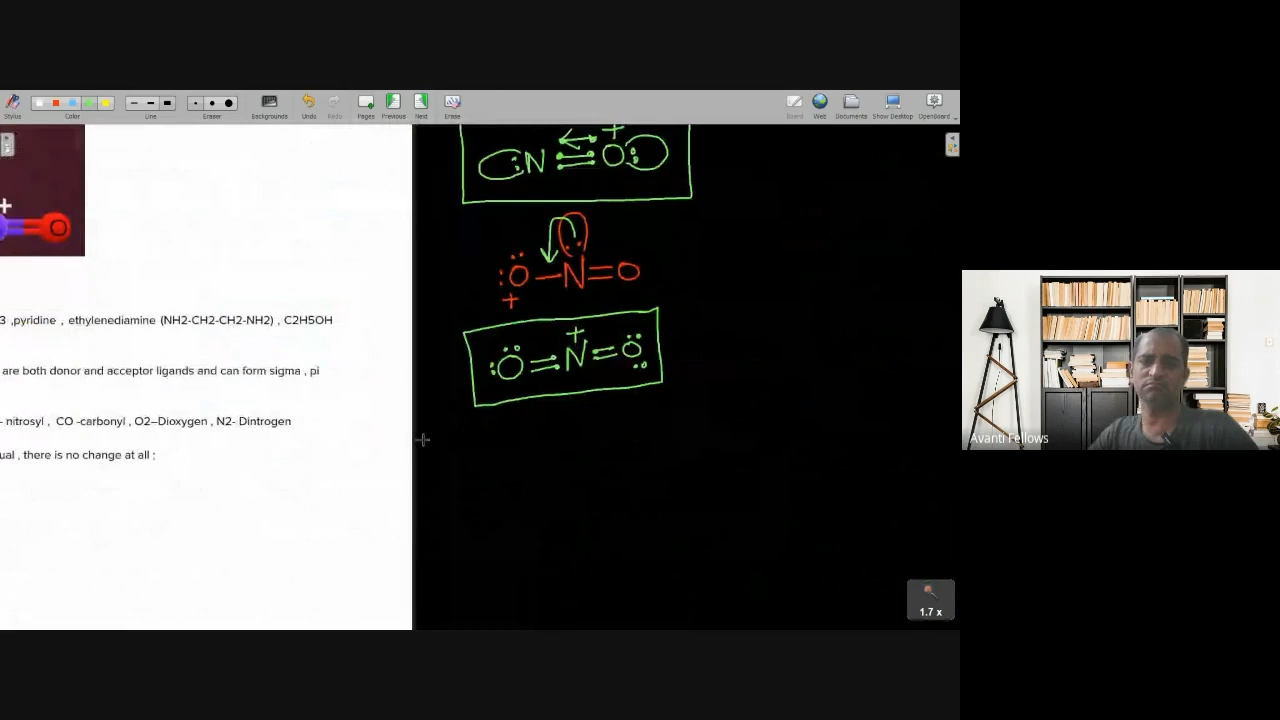 Stylus Color Line Eraser Backgrounds Undo Redo Pages Previous Next Erase Board Web Documents Show Desktop OpenBoard
+
O
:N ≡ O: +
:Ö – N = O
+
:Ö = N = Ö
+
3 ,pyridine , ethylenediamine (NH2-CH2-CH2-NH2) , C2H5OH
are both donor and acceptor ligands and can form sigma , pi
- nitrosyl , CO -carbonyl , O2–Dioxygen , N2- Dintrogen
ual , there is no change at all ;
Avanti Fellows
1.7 x